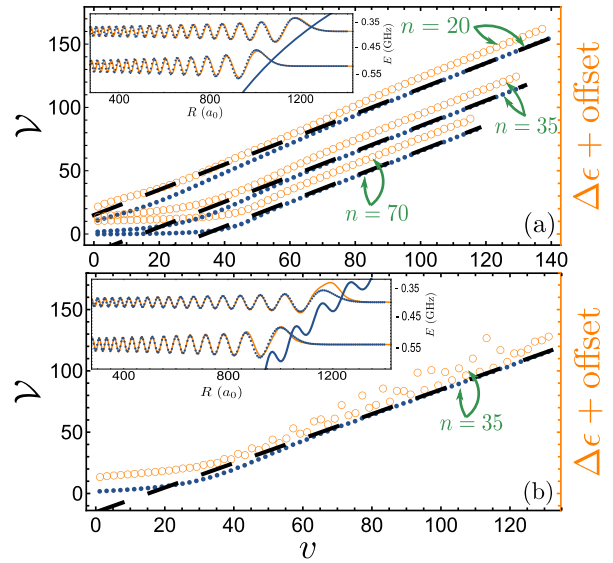 150
100
50
0
𝒱
0 20 40 60 80 100 120 140
400 800 1200
R (a₀)
- 0.35
- 0.45
- 0.55
E (GHz)
n = 20
n = 35
n = 70
(a)
Δϵ + offset
150
100
50
0
𝒱
0 20 40 60 80 100 120
400 800 1200
R (a₀)
- 0.35
- 0.45
- 0.55
E (GHz)
n = 35
(b)
Δϵ + offset
v